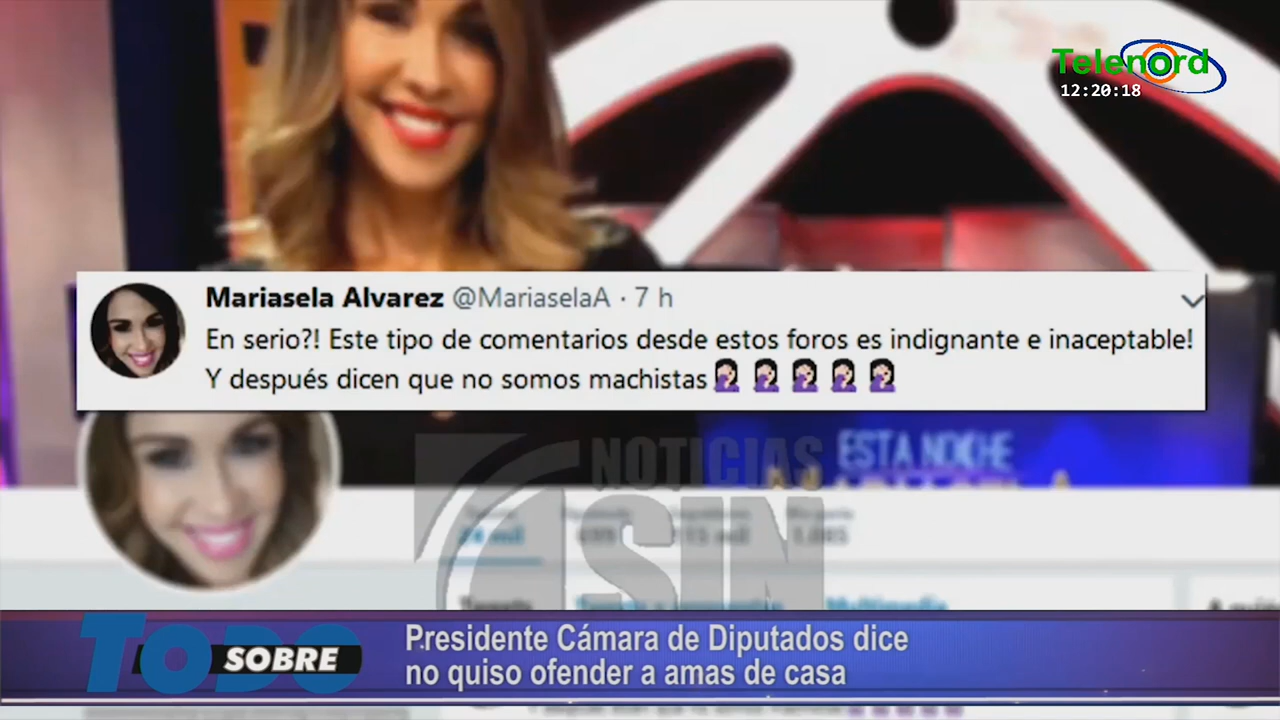 Telenord
12:20:18
Mariasela Alvarez @MariaselaA · 7 h
En serio?! Este tipo de comentarios desde estos foros es indignante e inaceptable!
Y después dicen que no somos machistas🤦🏻‍♀️🤦🏻‍♀️🤦🏻‍♀️🤦🏻‍♀️🤦🏻‍♀️
ESTA NOCHE
NOTICIAS
SIN
TODO
SOBRE
Presidente Cámara de Diputados dice
no quiso ofender a amas de casa